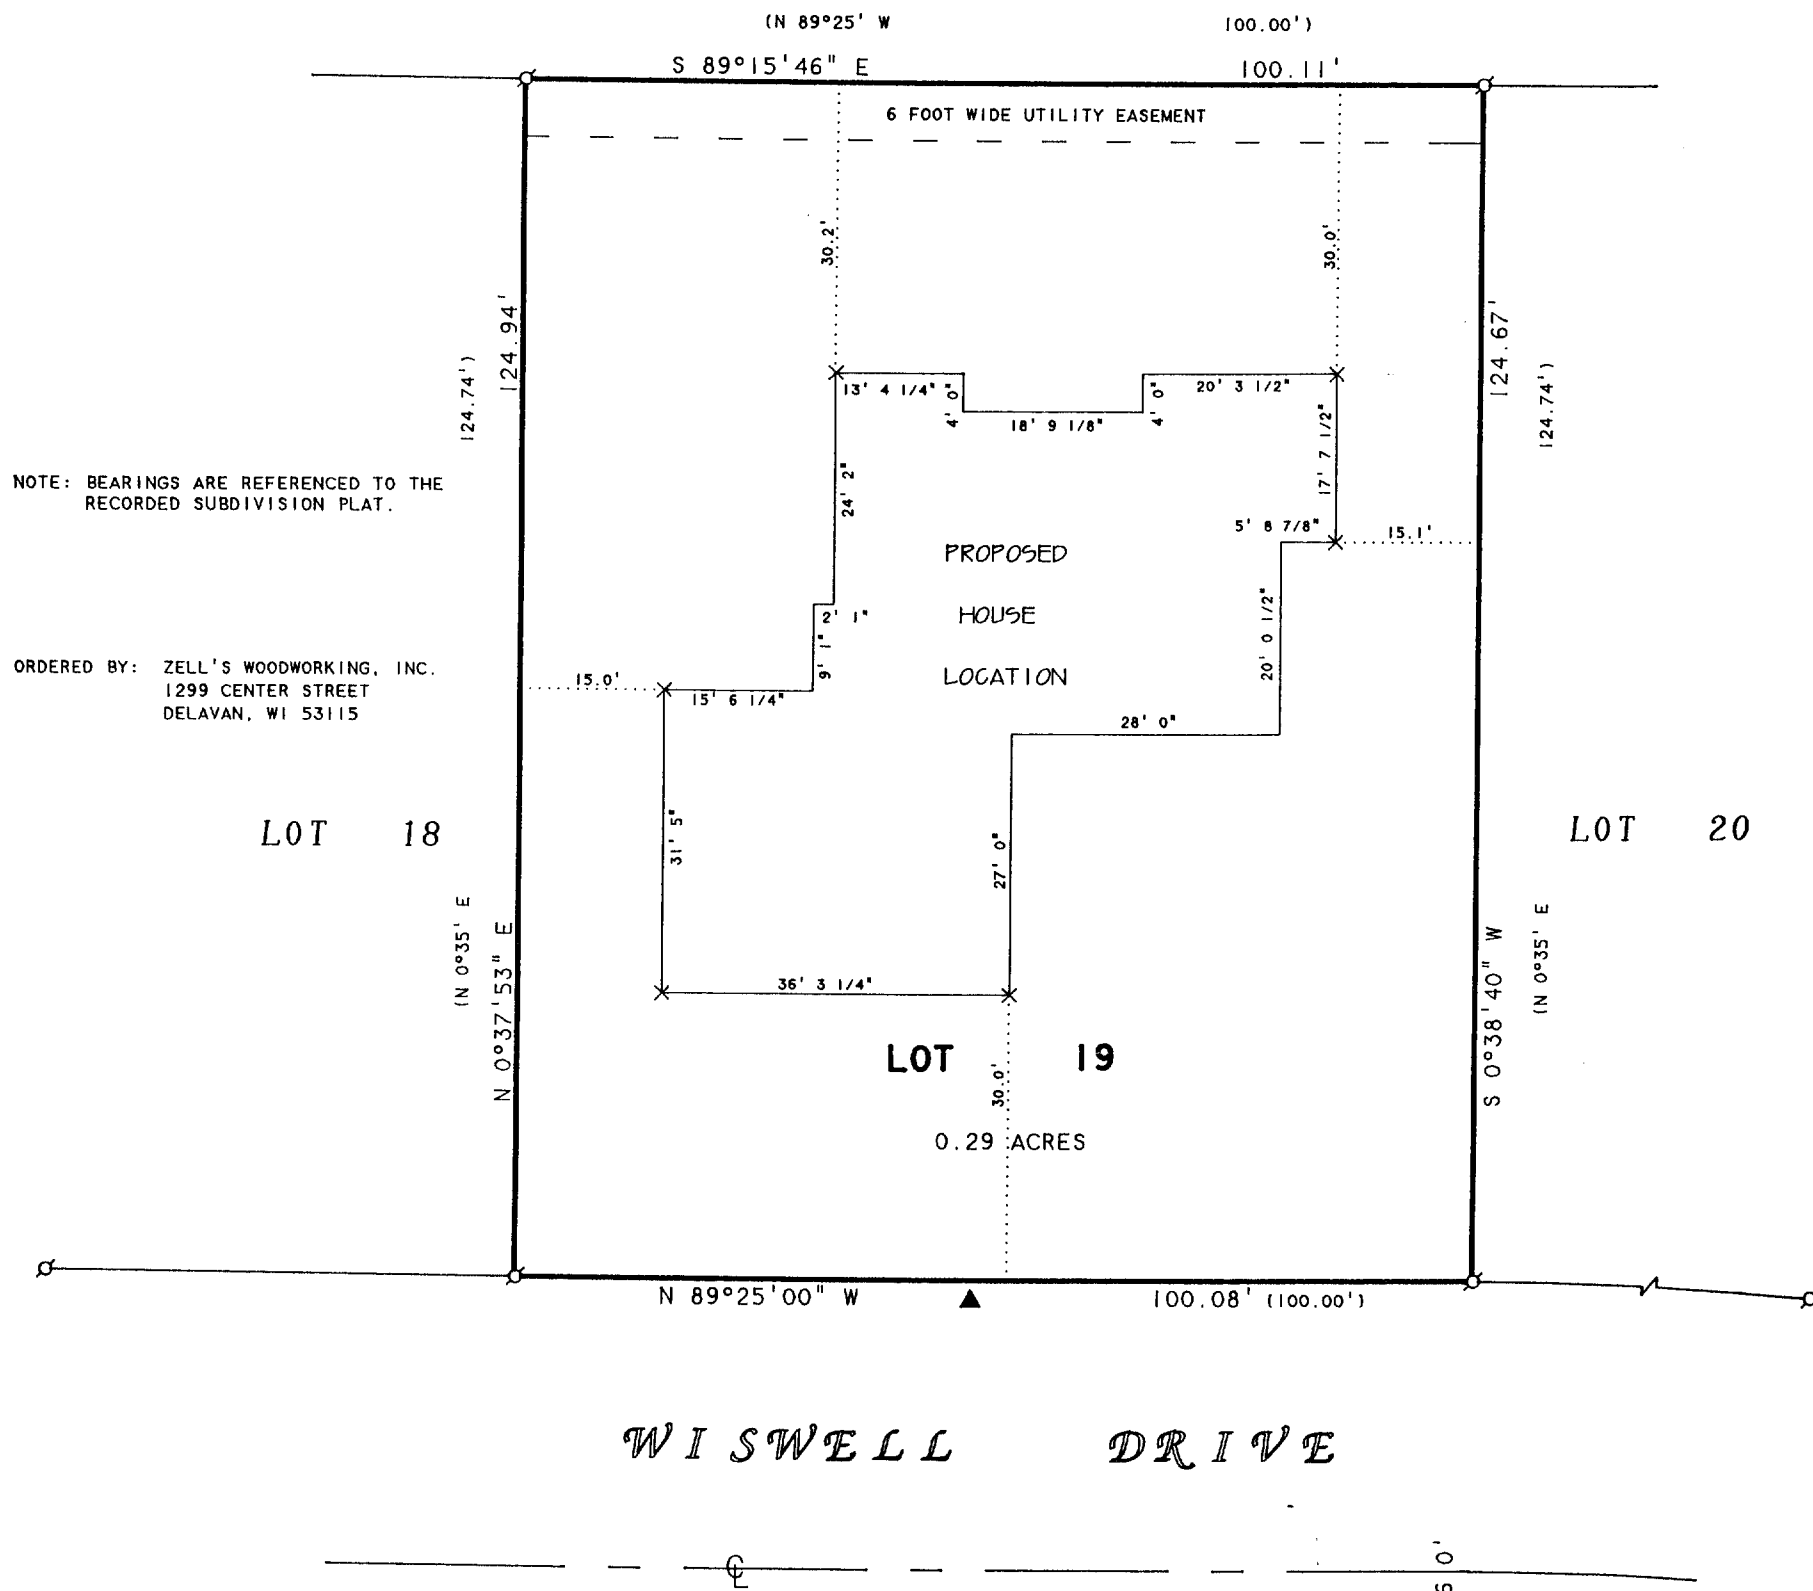 (N 89°25' W 100.00')
S 89°15'46" E 100.11'
6 FOOT WIDE UTILITY EASEMENT
30.2'
30.0'
124.94'
124.74')
124.67'
124.74')
13' 4 1/4"
4' 0"
18' 9 1/8"
4' 0"
20' 3 1/2"
17' 7 1/2"
24' 2"
NOTE: BEARINGS ARE REFERENCED TO THE
RECORDED SUBDIVISION PLAT.
5' 8 7/8"
15.1'
PROPOSED
HOUSE
LOCATION
2' 1"
9' 1"
20' 0 1/2"
ORDERED BY: ZELL'S WOODWORKING, INC.
1299 CENTER STREET
DELAVAN, WI 53115
15.0'
15' 6 1/4"
28' 0"
LOT 18
31' 5"
27' 0"
LOT 20
(N 0°35' E
N 0°37'53" E
S 0°38'40" W
(N 0°35' E
36' 3 1/4"
LOT 19
30.0'
0.29 ACRES
N 89°25'00" W 100.08' (100.00')
WISWELL DRIVE